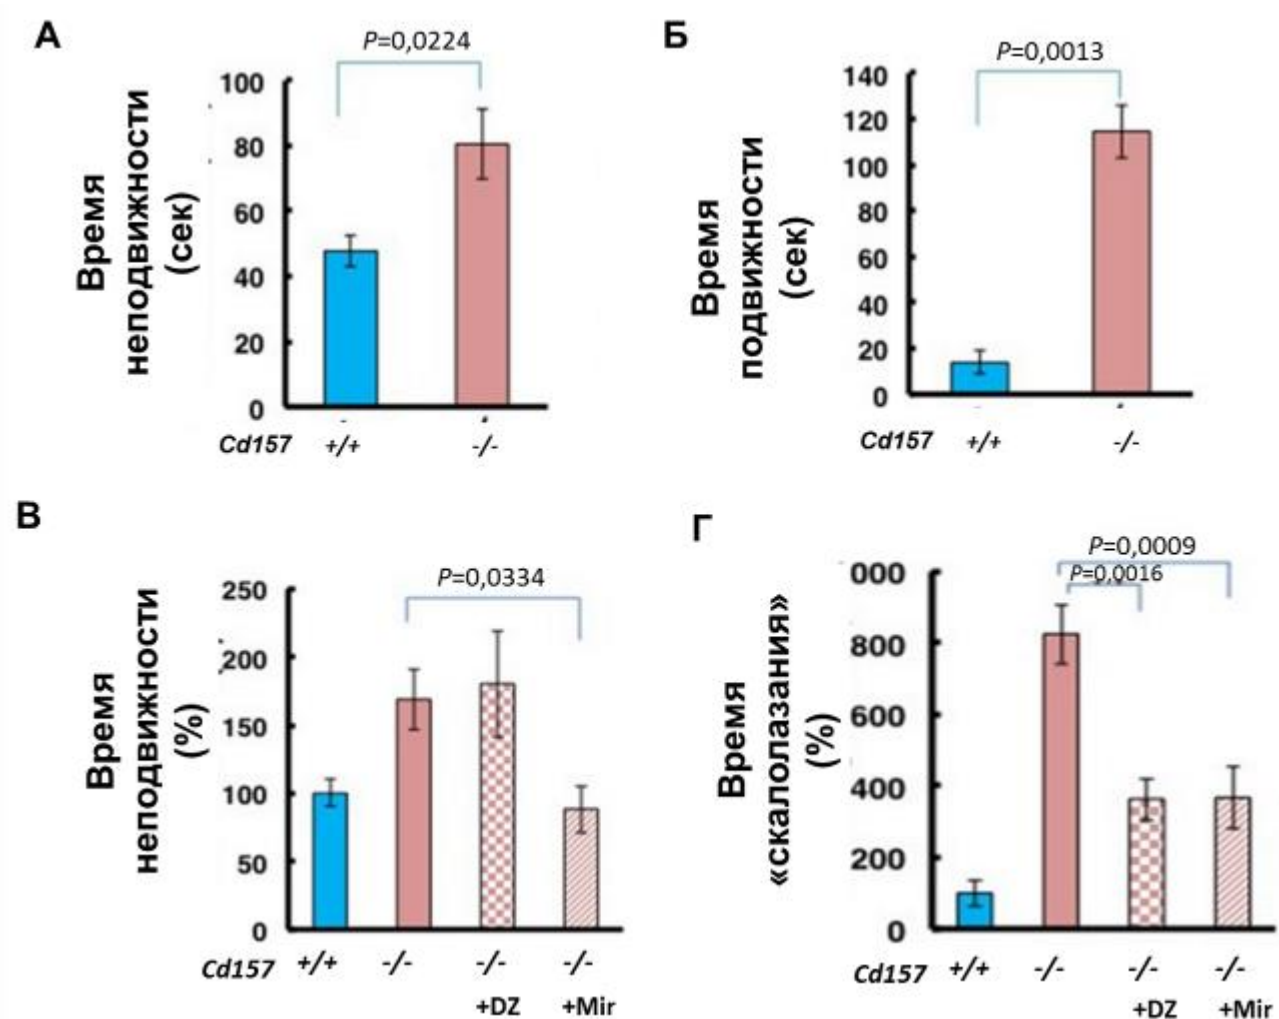 А
P=0,0224
Время
неподвижности
(сек)
100
80
60
40
20
0
Cd157 +/+ -/-
Б
P=0,0013
Время
подвижности
(сек)
140
120
100
80
60
40
20
0
Cd157 +/+ -/-
В
P=0,0334
Время
неподвижности
(%)
250
200
150
100
50
0
Cd157 +/+ -/- -/- -/-
+DZ +Mir
Г
P=0,0009
P=0,0016
Время
«скалолазания»
(%)
000
800
600
400
200
0
Cd157 +/+ -/- -/- -/-
+DZ +Mir